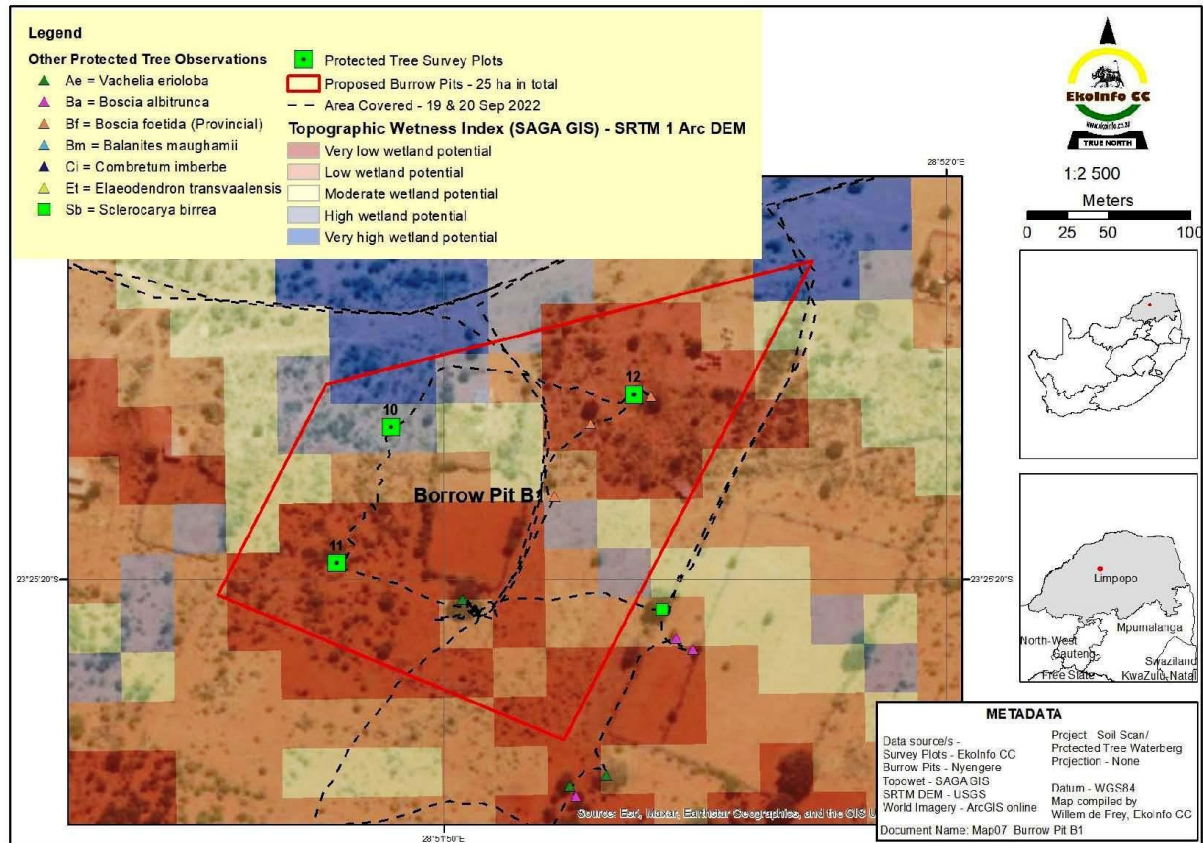 Legend
Other Protected Tree Observations
Ae = Vachelia erioloba
Ba = Boscia albitrunca
Bf = Boscia foetida (Provincial)
Bm = Balanites maughamii
Ci = Combretum imberbe
Et = Elaeodendron transvaalensis
Sb = Sclerocarya birrea
Protected Tree Survey Plots
Proposed Burrow Pits - 25 ha in total
Area Covered - 19 & 20 Sep 2022
Topographic Wetness Index (SAGA GIS) - SRTM 1 Arc DEM
Very low wetland potential
Low wetland potential
Moderate wetland potential
High wetland potential
Very high wetland potential
EkoInfo CC
www.ekoinfo.co.za
TRUE NORTH
1:2 500
Meters
0 25 50 100
28°52'0"E
12
10
Borrow Pit B1
11
23°25'20"S
23°25'20"S
28°51'50"E
Source: Esri, Maxar, Earthstar Geographics, and the GIS U
Limpopo
Mpumalanga
North-West
Gauteng
Swaziland
Free State
KwaZulu-Natal
METADATA
Data source/s -
Survey Plots - EkoInfo CC
Burrow Pits - Nyengere
Topowet - SAGA GIS
SRTM DEM - USGS
World Imagery - ArcGIS online
Project Soil Scan/
Protected Tree Waterberg
Projection - None
Datum - WGS84
Map compiled by
Willem de Frey, EkoInfo CC
Document Name: Map07 Burrow Pit B1